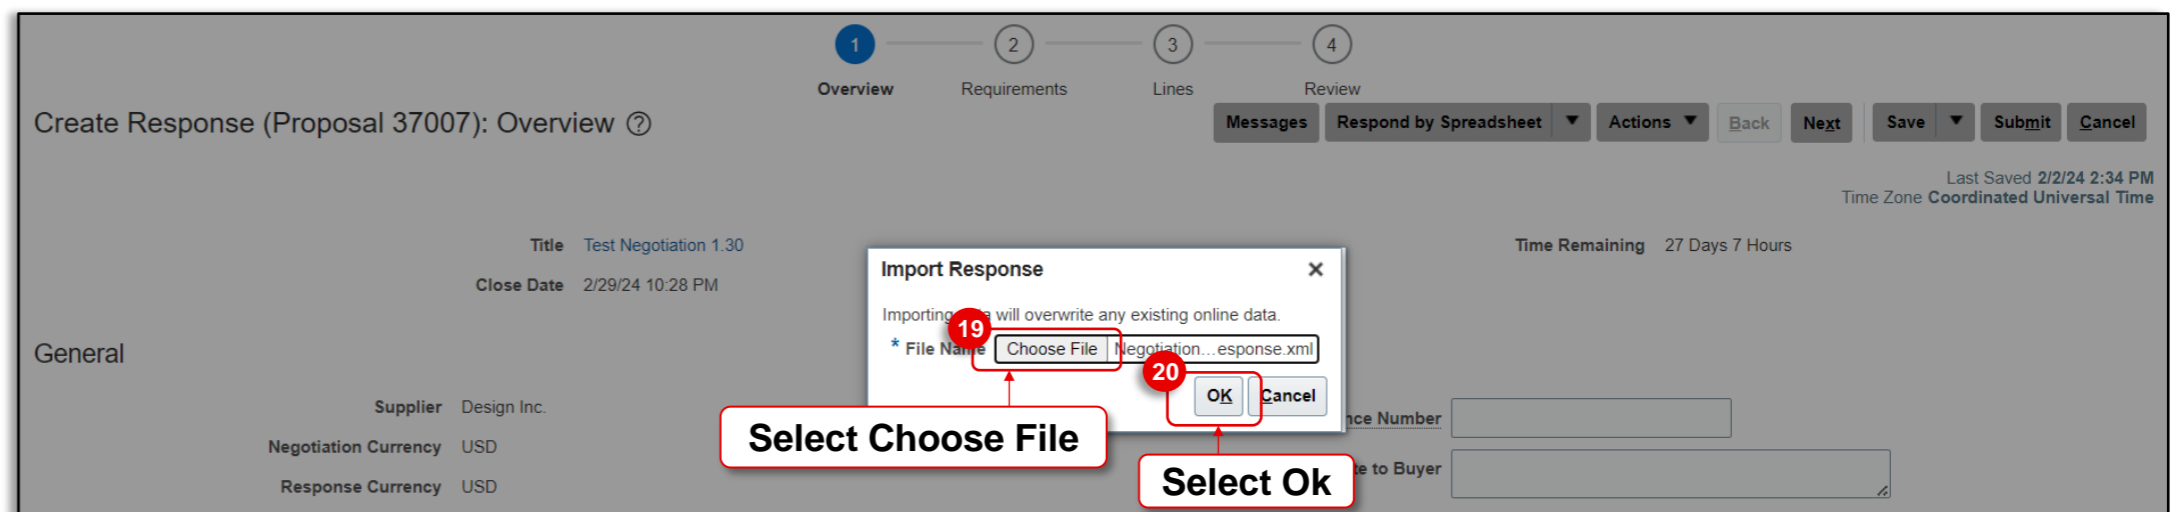 1 2 3 4
Overview Requirements Lines Review
Create Response (Proposal 37007): Overview ?
Messages Respond by Spreadsheet Actions Back Next Save Submit Cancel
Last Saved 2/2/24 2:34 PM
Time Zone Coordinated Universal Time
Title Test Negotiation 1.30
Time Remaining 27 Days 7 Hours
Close Date 2/29/24 10:28 PM
Import Response
Importing will overwrite any existing online data.
19
* File Name Choose File Negotiation...esponse.xml
20
OK Cancel
Select Choose File
Select Ok
General
Supplier Design Inc.
Negotiation Currency USD
Response Currency USD
Number
to Buyer